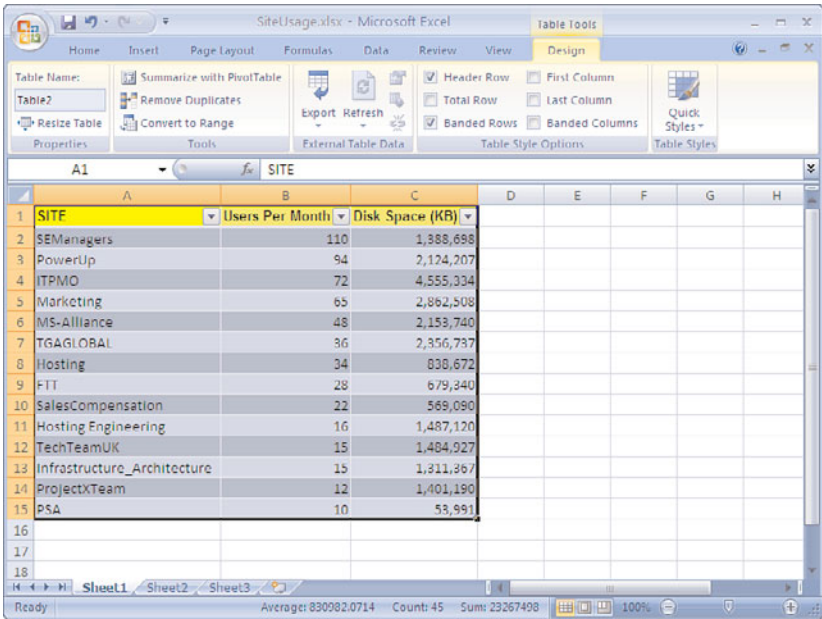 SiteUsage.xlsx - Microsoft Excel
Table Tools
Home Insert Page Layout Formulas Data Review View Design
Table Name:
Table2
Resize Table
Properties
Summarize with PivotTable
Remove Duplicates
Convert to Range
Tools
Export Refresh
External Table Data
Header Row First Column
Total Row Last Column
Banded Rows Banded Columns
Table Style Options
Quick
Styles
Table Styles
A1 fx SITE
A B C D E F G H
1 SITE Users Per Month Disk Space (KB)
2 SEManagers 110 1,388,698
3 PowerUp 94 2,124,207
4 ITPMO 72 4,555,334
5 Marketing 65 2,862,508
6 MS-Alliance 48 2,153,740
7 TGAGLOBAL 36 2,356,737
8 Hosting 34 838,672
9 FTT 28 679,340
10 SalesCompensation 22 569,090
11 Hosting Engineering 16 1,487,120
12 TechTeamUK 15 1,484,927
13 Infrastructure_Architecture 15 1,311,367
14 ProjectXTeam 12 1,401,190
15 PSA 10 53,991
16
17
18
Sheet1 Sheet2 Sheet3
Ready Average: 830982.0714 Count: 45 Sum: 23267498 100%